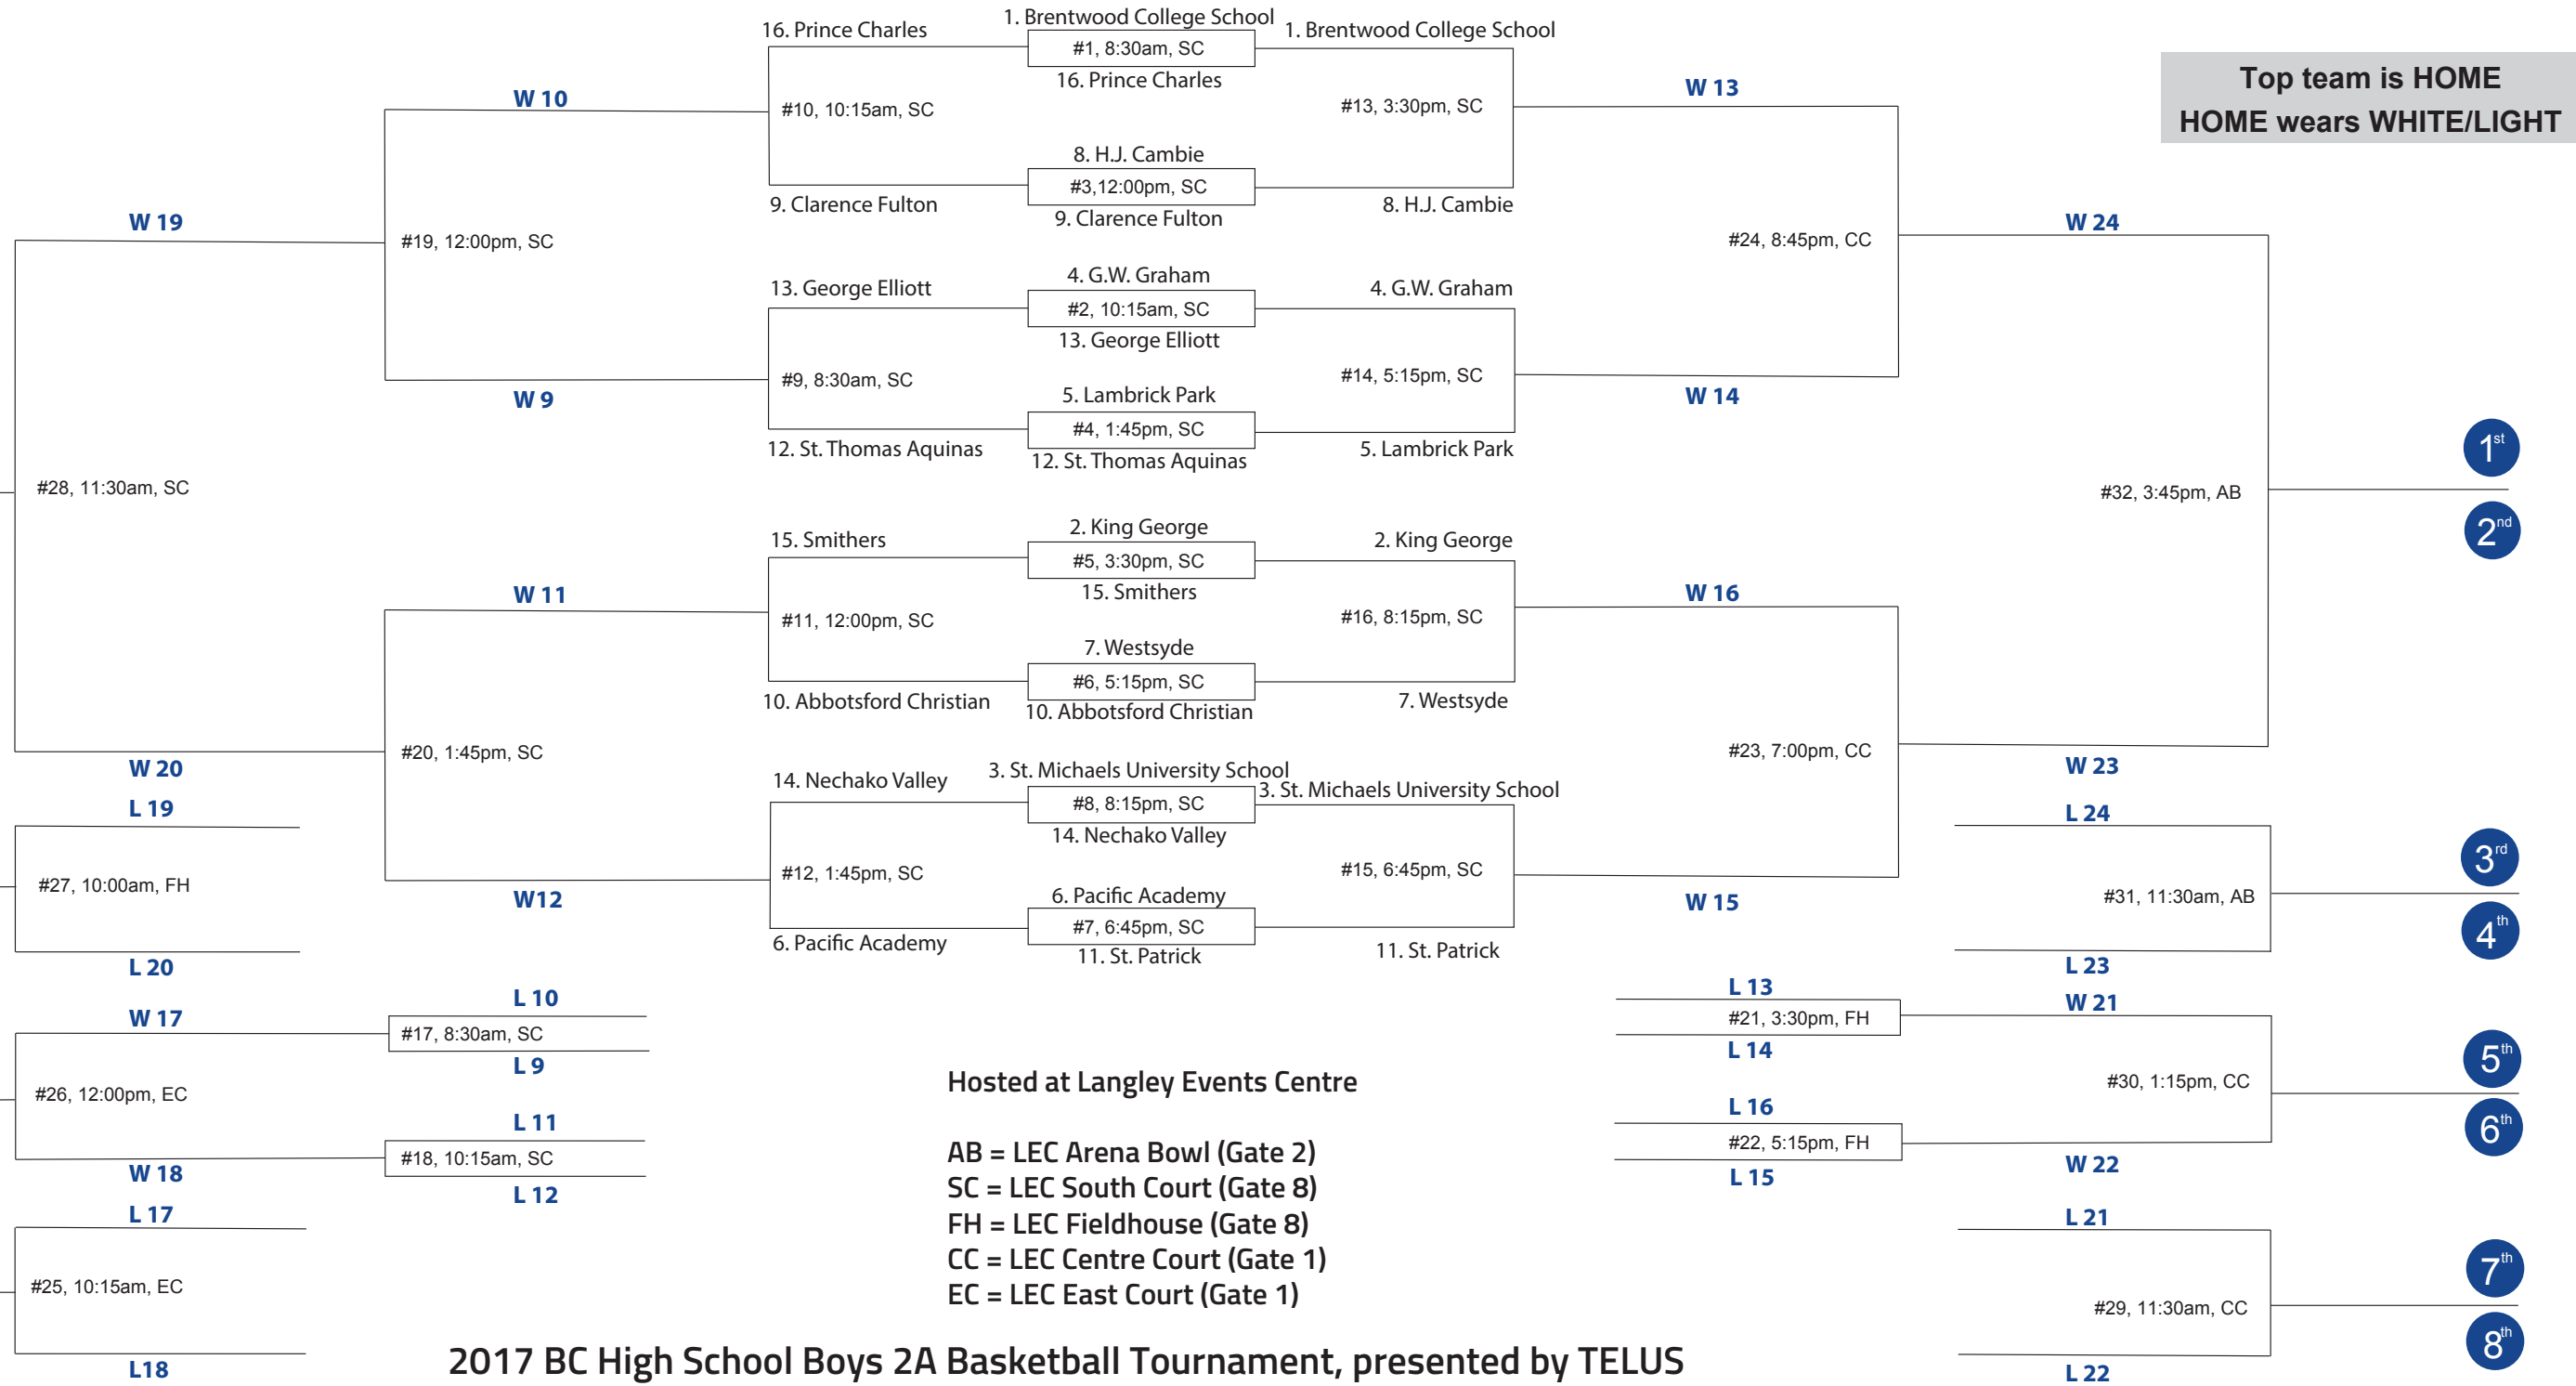 1. Brentwood College School
16. Prince Charles
#1, 8:30am, SC
1. Brentwood College School
16. Prince Charles
Top team is HOME
HOME wears WHITE/LIGHT
W 10
#10, 10:15am, SC
#13, 3:30pm, SC
W 13
8. H.J. Cambie
#3,12:00pm, SC
9. Clarence Fulton
9. Clarence Fulton
8. H.J. Cambie
W 19
#19, 12:00pm, SC
#24, 8:45pm, CC
W 24
13. George Elliott
4. G.W. Graham
#2, 10:15am, SC
13. George Elliott
4. G.W. Graham
#9, 8:30am, SC
#14, 5:15pm, SC
W 9
5. Lambrick Park
#4, 1:45pm, SC
12. St. Thomas Aquinas
W 14
12. St. Thomas Aquinas
5. Lambrick Park
#28, 11:30am, SC
#32, 3:45pm, AB
1st
2nd
15. Smithers
2. King George
#5, 3:30pm, SC
15. Smithers
2. King George
W 11
#11, 12:00pm, SC
#16, 8:15pm, SC
W 16
7. Westsyde
#6, 5:15pm, SC
10. Abbotsford Christian
10. Abbotsford Christian
7. Westsyde
#20, 1:45pm, SC
#23, 7:00pm, CC
W 20
W 23
14. Nechako Valley
3. St. Michaels University School
#8, 8:15pm, SC
14. Nechako Valley
3. St. Michaels University School
L 19
L 24
#27, 10:00am, FH
#12, 1:45pm, SC
#15, 6:45pm, SC
#31, 11:30am, AB
3rd
4th
W12
6. Pacific Academy
#7, 6:45pm, SC
11. St. Patrick
W 15
6. Pacific Academy
11. St. Patrick
L 20
L 23
L 10
#17, 8:30am, SC
L 9
W 17
L 13
#21, 3:30pm, FH
L 14
W 21
#26, 12:00pm, EC
#30, 1:15pm, CC
5th
6th
L 11
#18, 10:15am, SC
L 12
W 18
L 16
#22, 5:15pm, FH
L 15
W 22
Hosted at Langley Events Centre
AB = LEC Arena Bowl (Gate 2)
SC = LEC South Court (Gate 8)
FH = LEC Fieldhouse (Gate 8)
CC = LEC Centre Court (Gate 1)
EC = LEC East Court (Gate 1)
L 17
#25, 10:15am, EC
L18
L 21
#29, 11:30am, CC
L 22
7th
8th
2017 BC High School Boys 2A Basketball Tournament, presented by TELUS